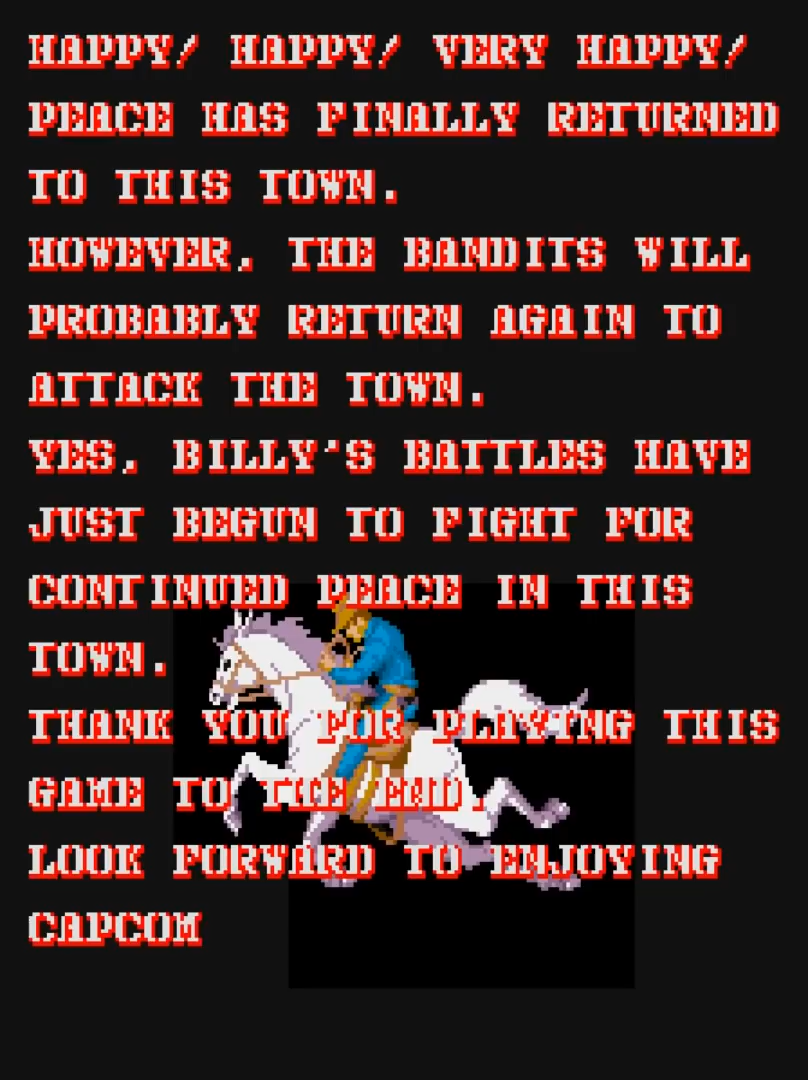 HAPPY! HAPPY! VERY HAPPY!
PEACE HAS FINALLY RETURNED
TO THIS TOWN.
HOWEVER, THE BANDITS WILL
PROBABLY RETURN AGAIN TO
ATTACK THE TOWN.
YES, BILLY'S BATTLES HAVE
JUST BEGUN TO FIGHT FOR
CONTINUED PEACE IN THIS
TOWN.
THANK YOU FOR PLAYING THIS
GAME TO THE END.
LOOK FORWARD TO ENJOYING
CAPCOM